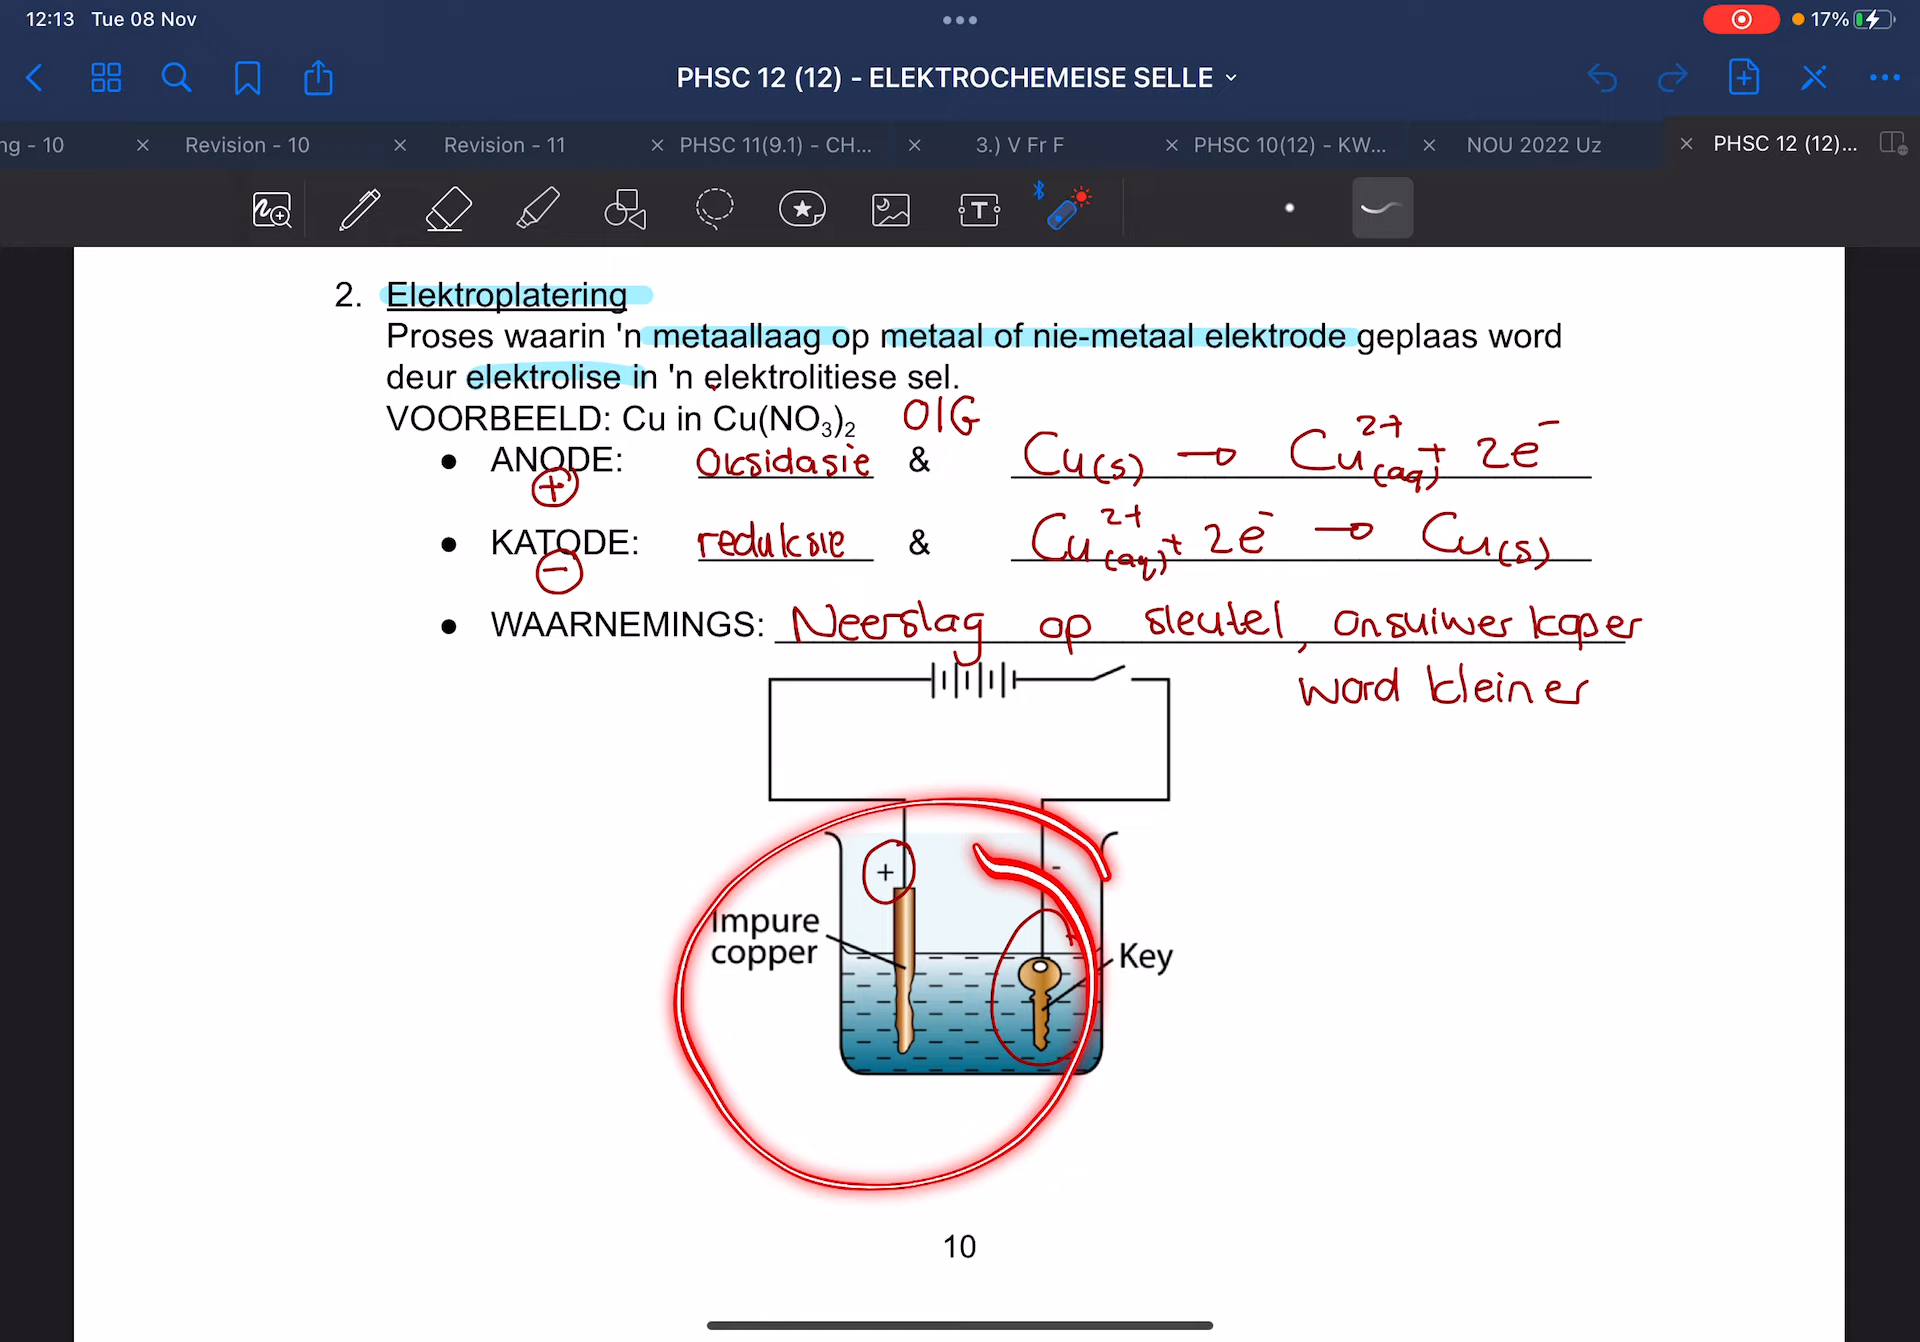 12:13 Tue 08 Nov
17%
PHSC 12 (12) - ELEKTROCHEMEISE SELLE
ng - 10
Revision - 10
Revision - 11
PHSC 11(9.1) - CH...
3.) V Fr F
PHSC 10(12) - KW...
NOU 2022 Uz
PHSC 12 (12)...
2. Elektroplatering
Proses waarin 'n metaallaag op metaal of nie-metaal elektrode geplaas word
deur elektrolise in 'n elektrolitiese sel.
VOORBEELD: Cu in Cu(NO₃)₂ OIG
• ANODE: Oksidasie & Cu(s) → Cu²⁺(aq) + 2e⁻
+
• KATODE: reduksie & Cu²⁺(aq) + 2e⁻ → Cu(s)
−
• WAARNEMINGS: Neerslag op sleutel, onsuiwer koper
word kleiner
+
-
Impure
copper
Key
10